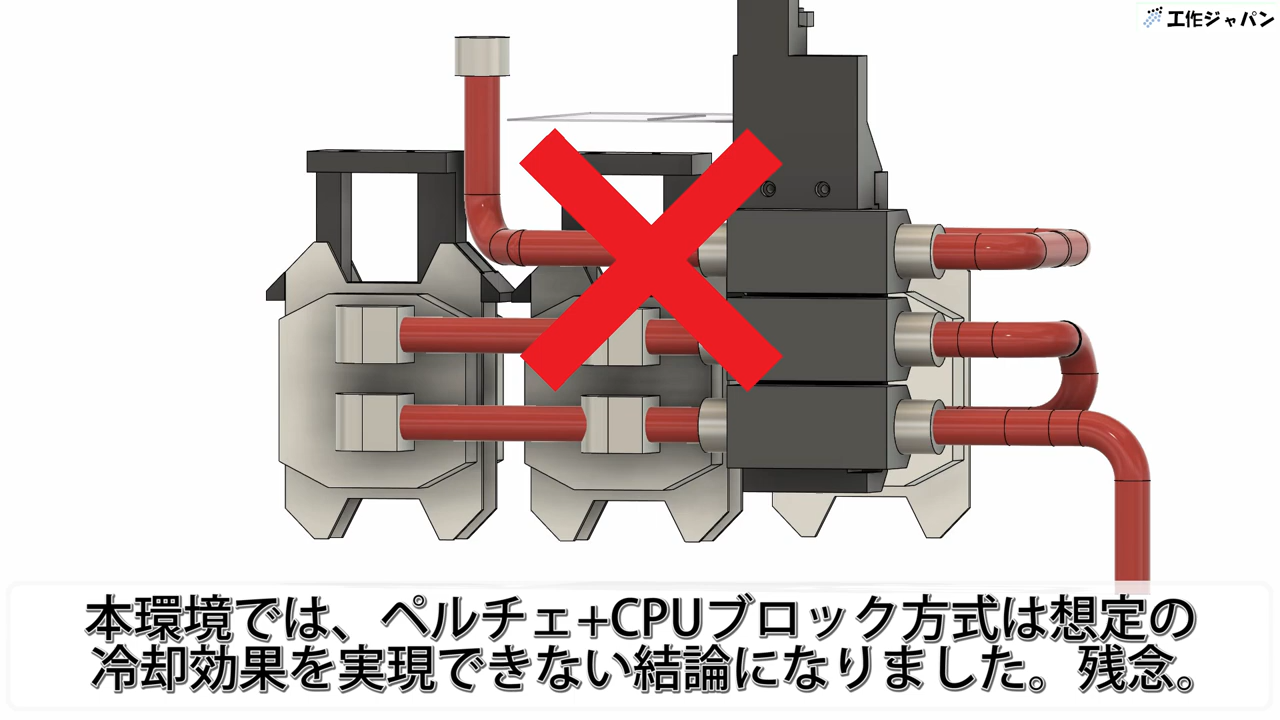 工作ジャパン
本環境では、ペルチェ+CPUブロック方式は想定の
冷却効果を実現できない結論になりました。残念。